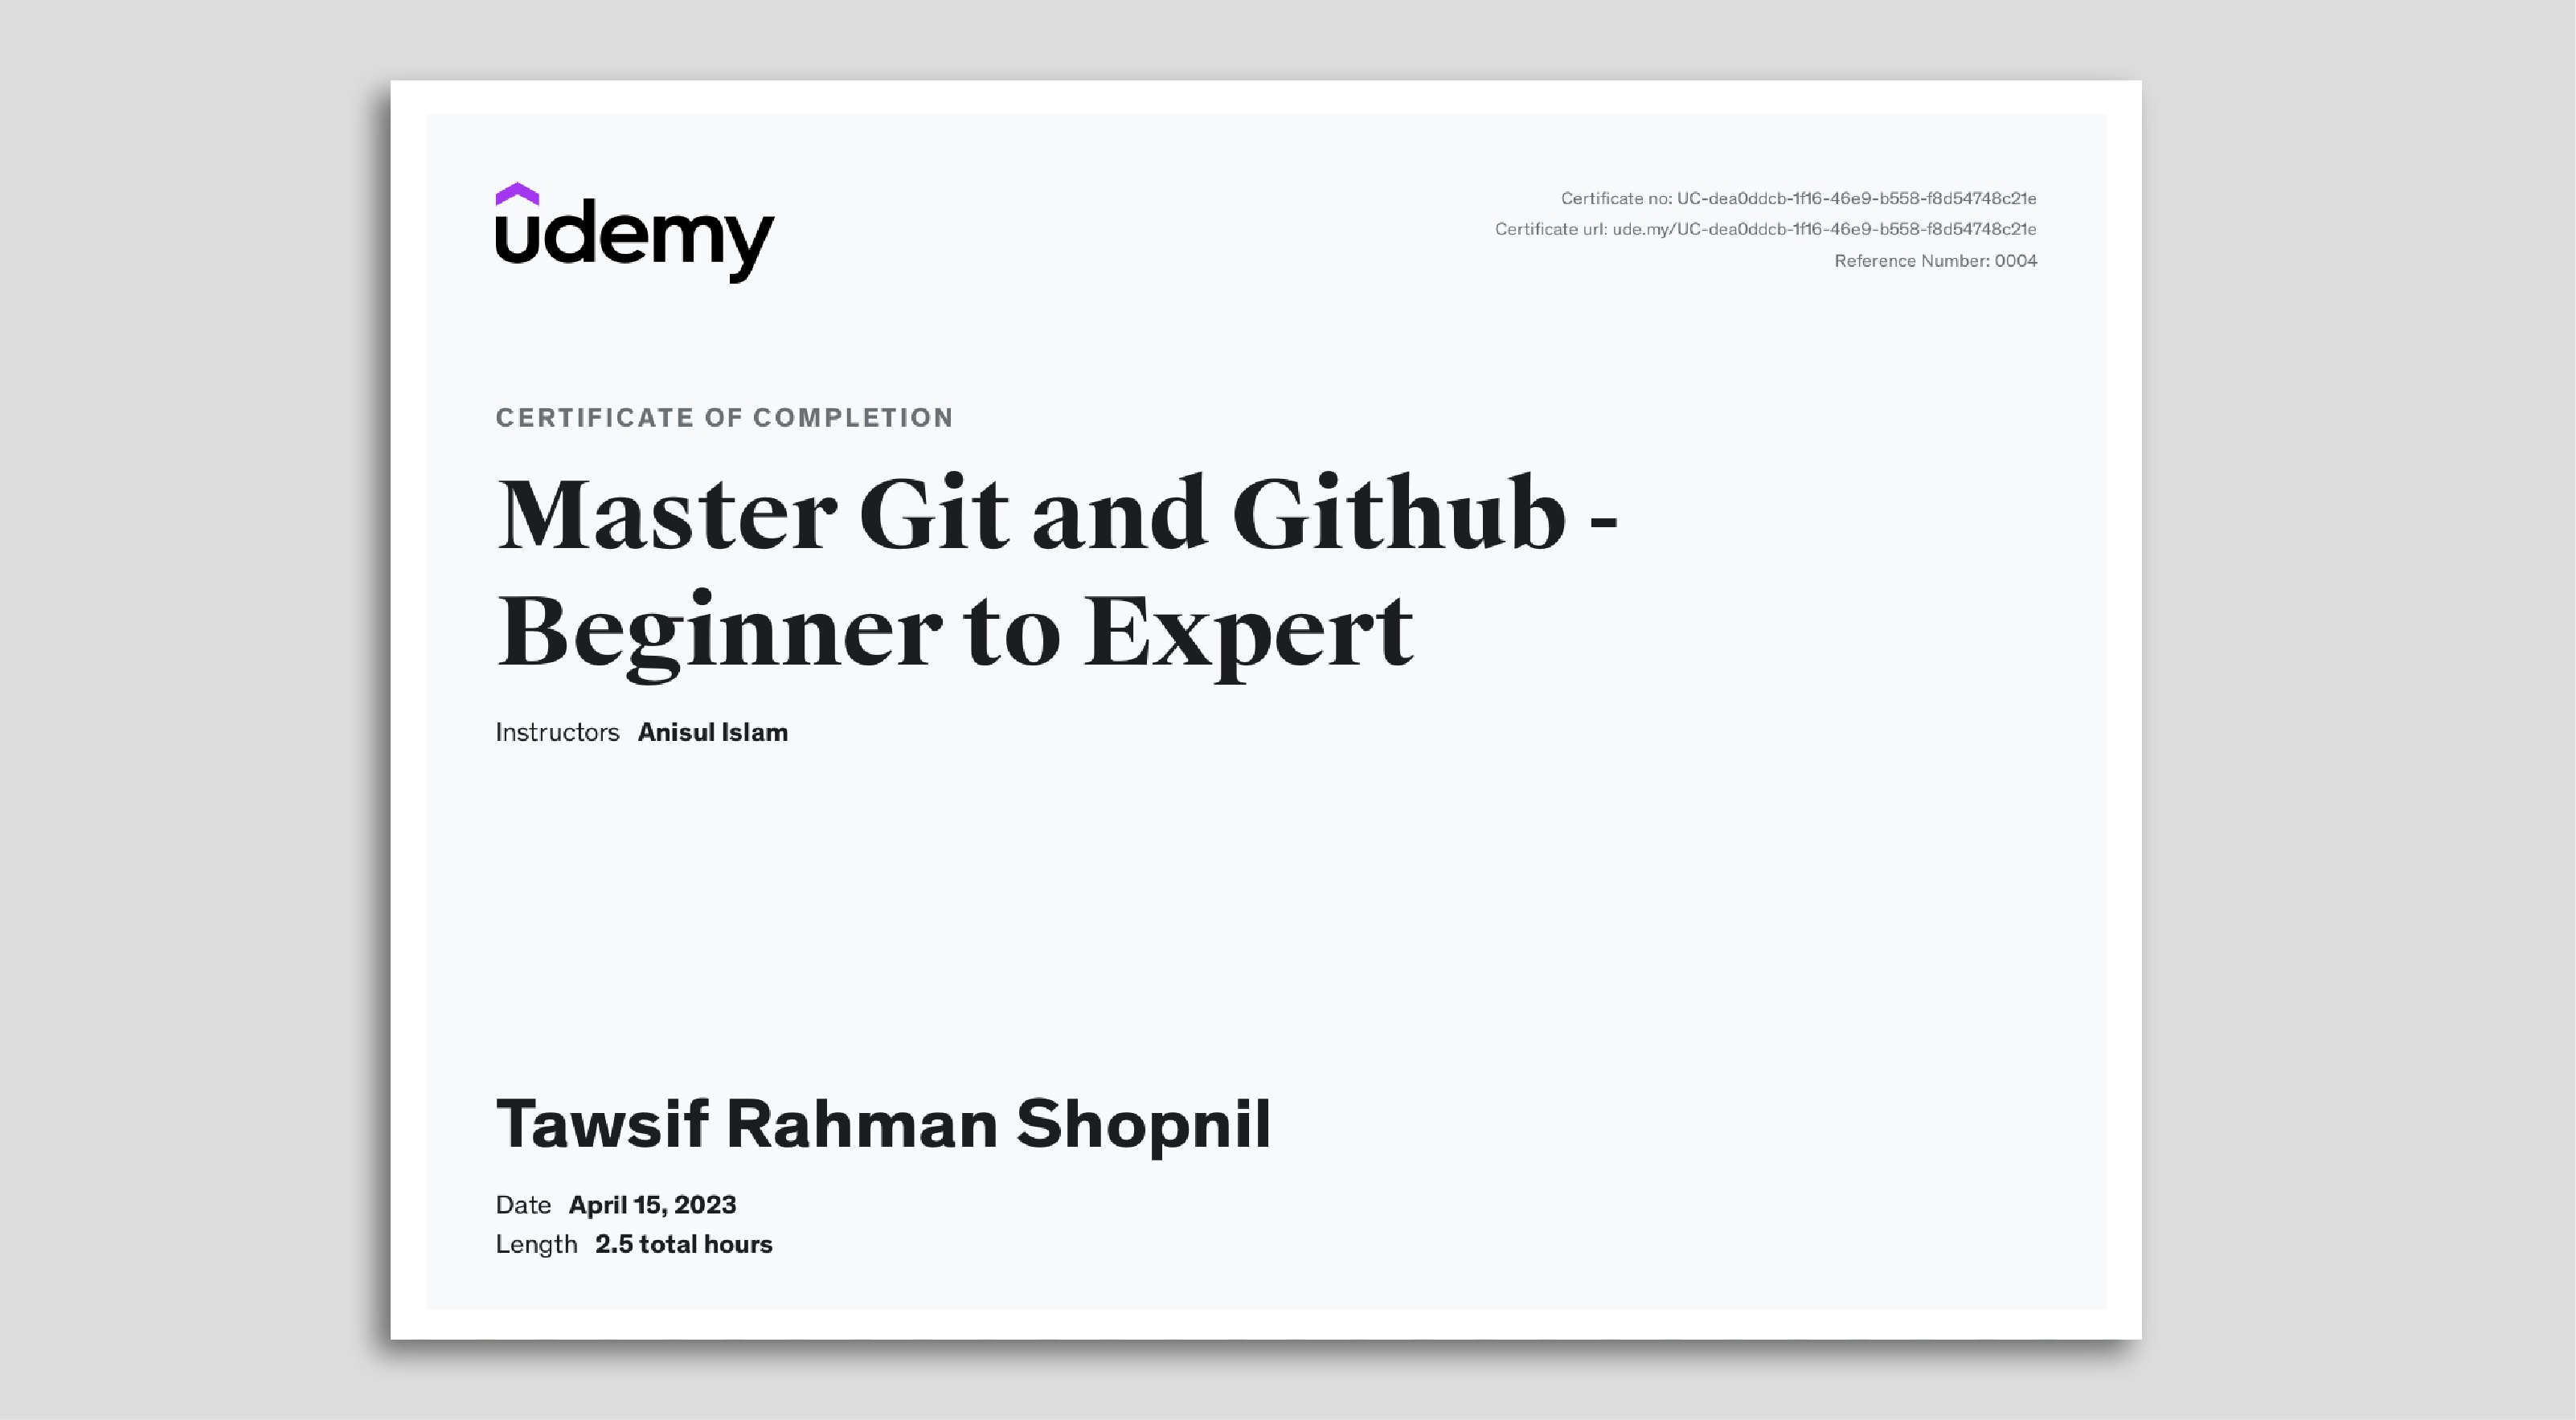 udemy
Certificate no: UC-dea0ddcb-1f16-46e9-b558-f8d54748c21e
Certificate url: ude.my/UC-dea0ddcb-1f16-46e9-b558-f8d54748c21e
Reference Number: 0004
CERTIFICATE OF COMPLETION
Master Git and Github -
Beginner to Expert
Instructors Anisul Islam
Tawsif Rahman Shopnil
Date April 15, 2023
Length 2.5 total hours